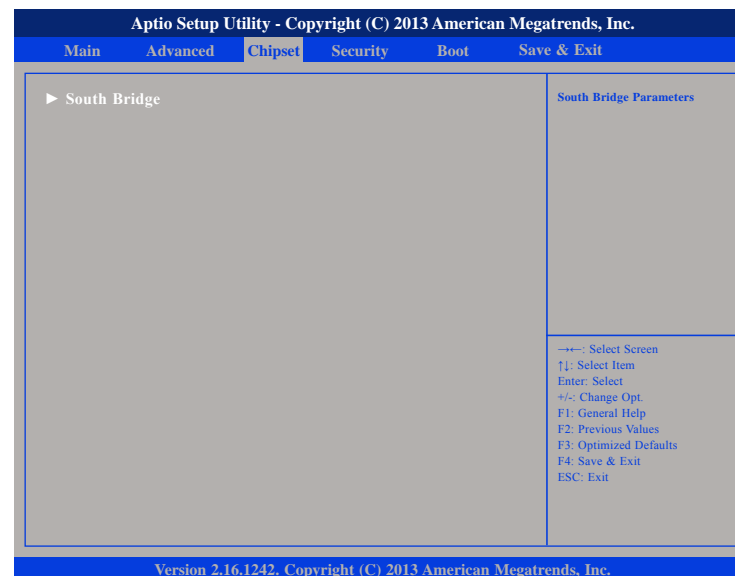 Aptio Setup Utility - Copyright (C) 2013 American Megatrends, Inc.
Main Advanced Chipset Security Boot Save & Exit
► South Bridge
South Bridge Parameters
→←: Select Screen
↑↓: Select Item
Enter: Select
+/-: Change Opt.
F1: General Help
F2: Previous Values
F3: Optimized Defaults
F4: Save & Exit
ESC: Exit
Version 2.16.1242. Copyright (C) 2013 American Megatrends, Inc.